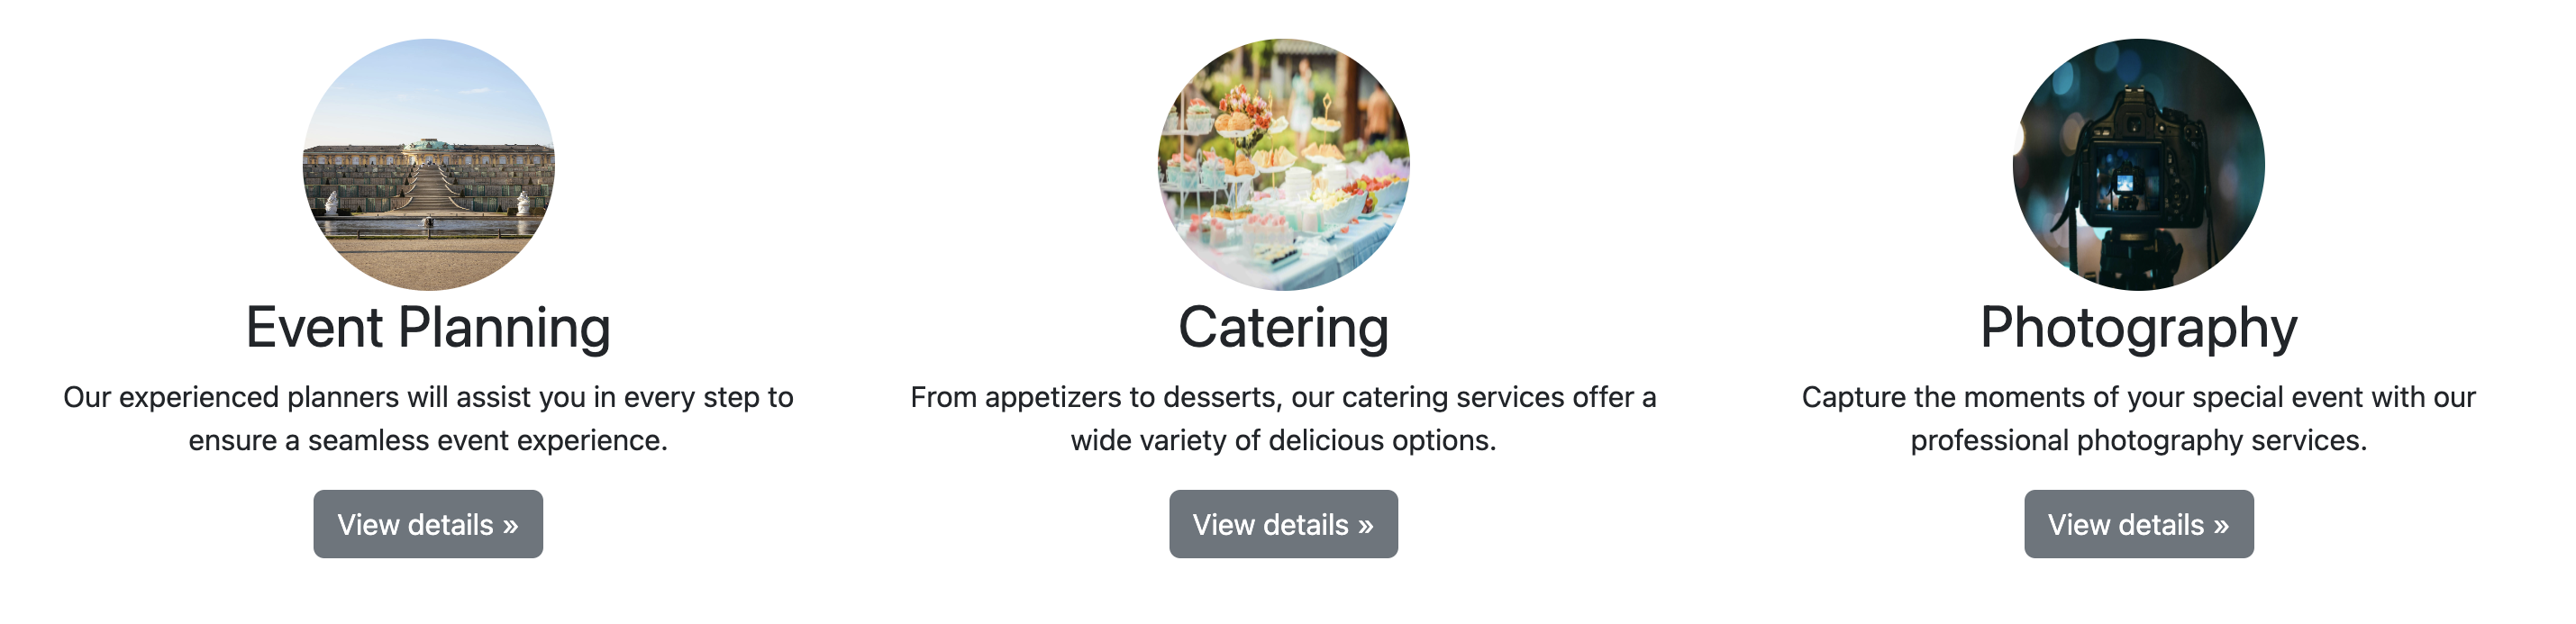 Event Planning
Our experienced planners will assist you in every step to
ensure a seamless event experience.
View details »
Catering
From appetizers to desserts, our catering services offer a
wide variety of delicious options.
View details »
Photography
Capture the moments of your special event with our
professional photography services.
View details »